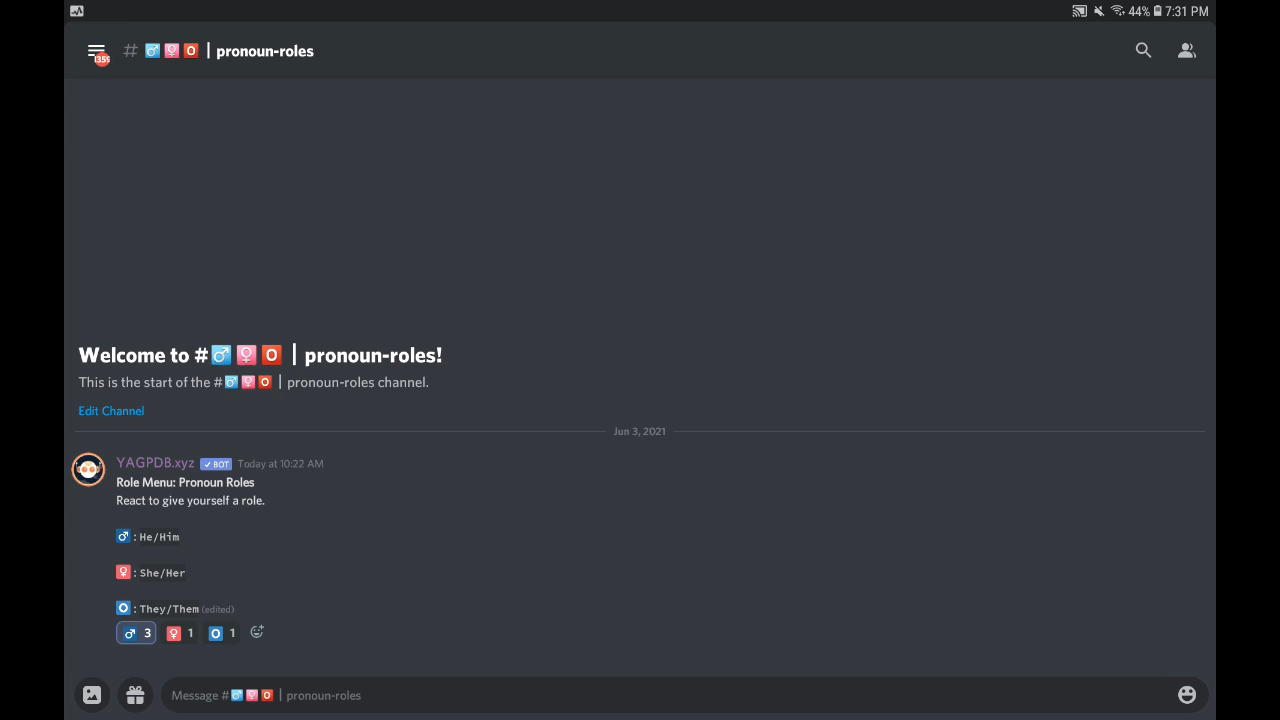 44% 7:31 PM
# ♂️ ♀️ 🅾️ | pronoun-roles
Welcome to #♂️♀️🅾️ | pronoun-roles!
This is the start of the #♂️♀️🅾️ | pronoun-roles channel.
Edit Channel
Jun 3, 2021
YAGPDB.xyz ✓ BOT Today at 10:22 AM
Role Menu: Pronoun Roles
React to give yourself a role.
♂️ : He/Him
♀️ : She/Her
🅾️ : They/Them (edited)
♂️ 3 ♀️ 1 🅾️ 1
Message #♂️♀️🅾️ | pronoun-roles